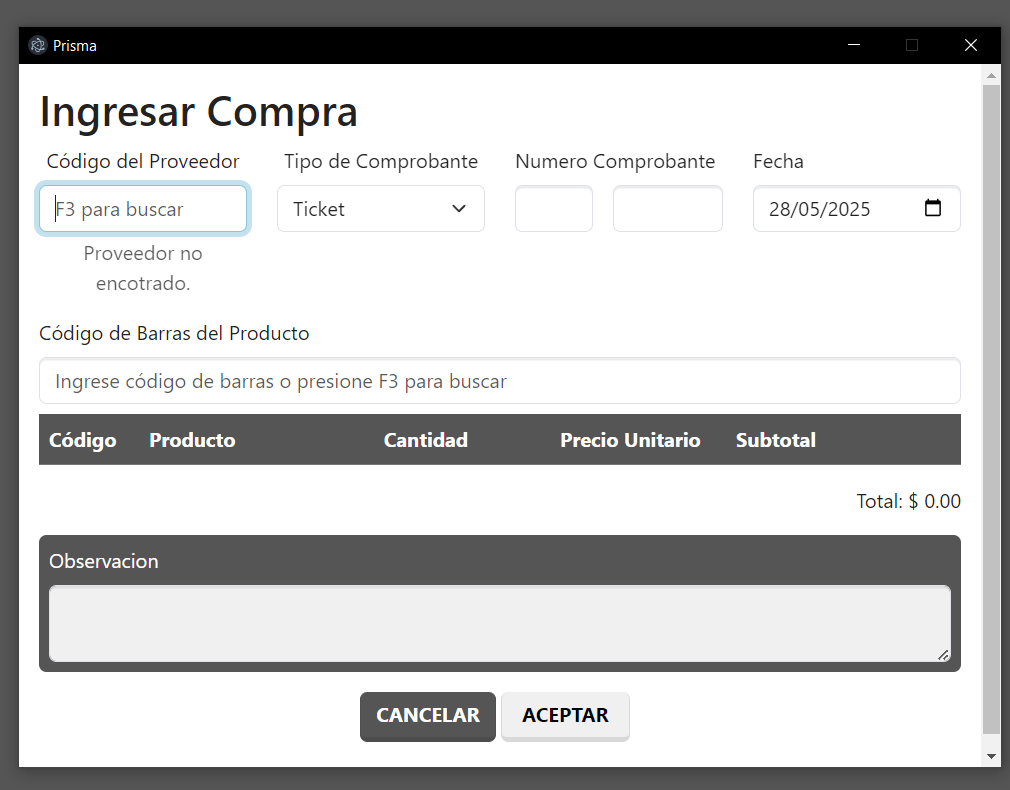 Prisma
Ingresar Compra
Código del Proveedor Tipo de Comprobante Numero Comprobante Fecha
F3 para buscar Ticket 28/05/2025
Proveedor no
encotrado.
Código de Barras del Producto
Ingrese código de barras o presione F3 para buscar
Código Producto Cantidad Precio Unitario Subtotal
Total: $ 0.00
Observacion
CANCELAR ACEPTAR